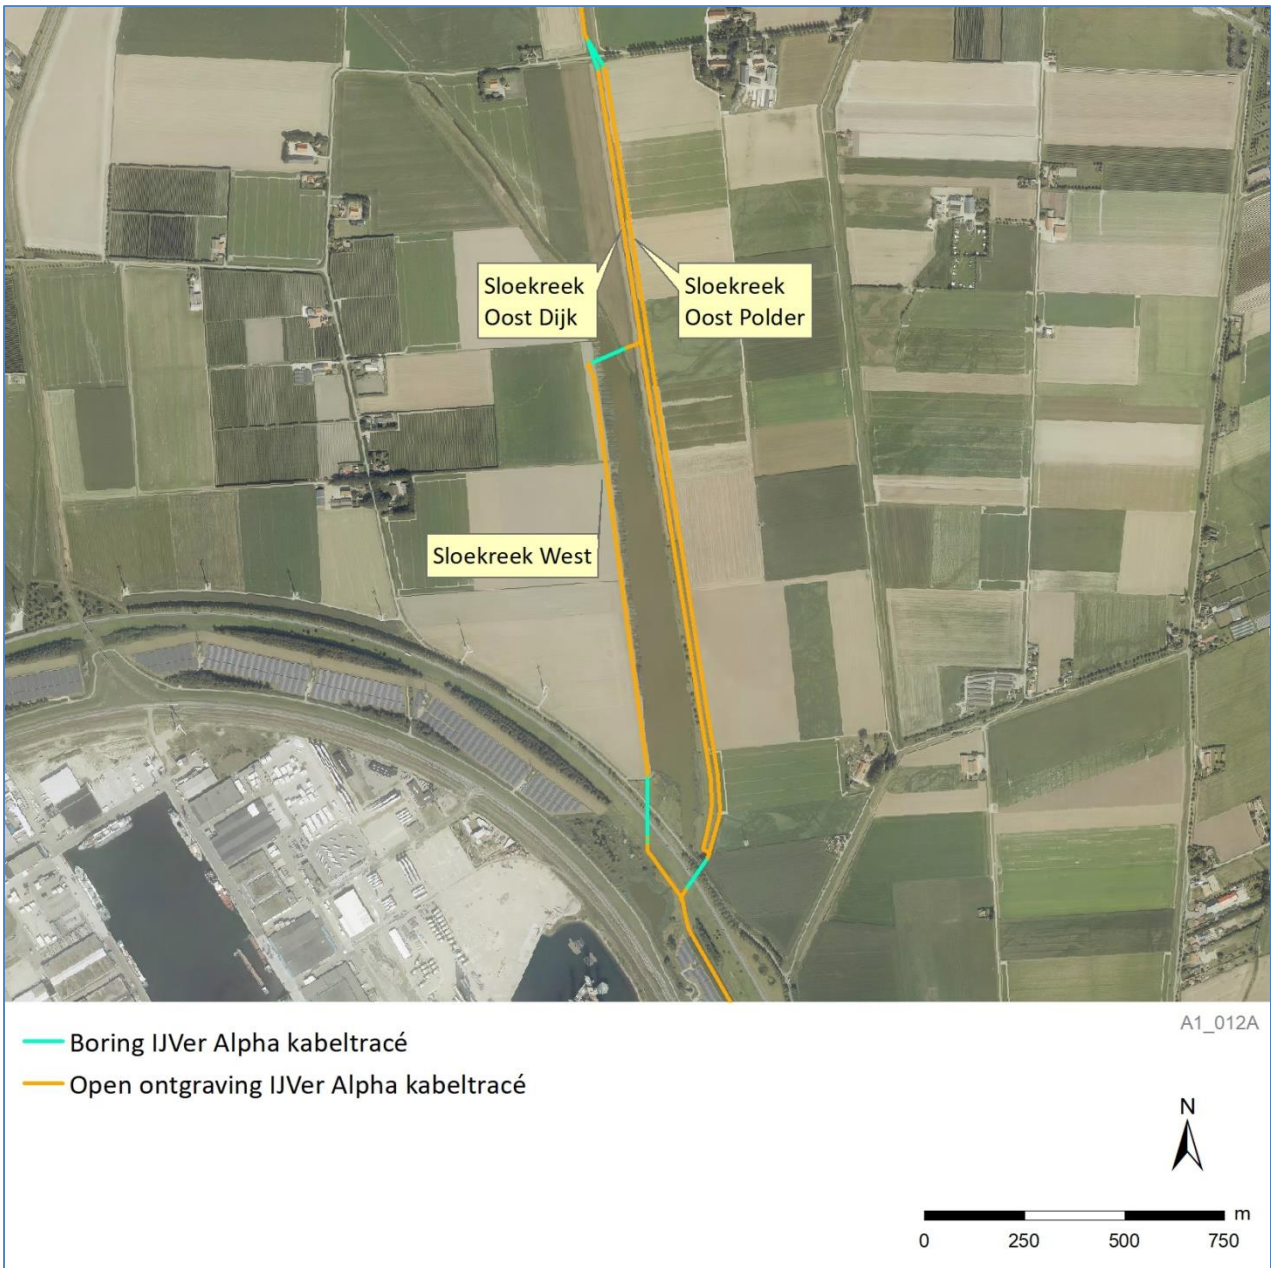 Sloekreek
Oost Dijk
Sloekreek
Oost Polder
Sloekreek West
A1_012A
Boring IJVer Alpha kabeltracé
Open ontgraving IJVer Alpha kabeltracé
N
m
0 250 500 750